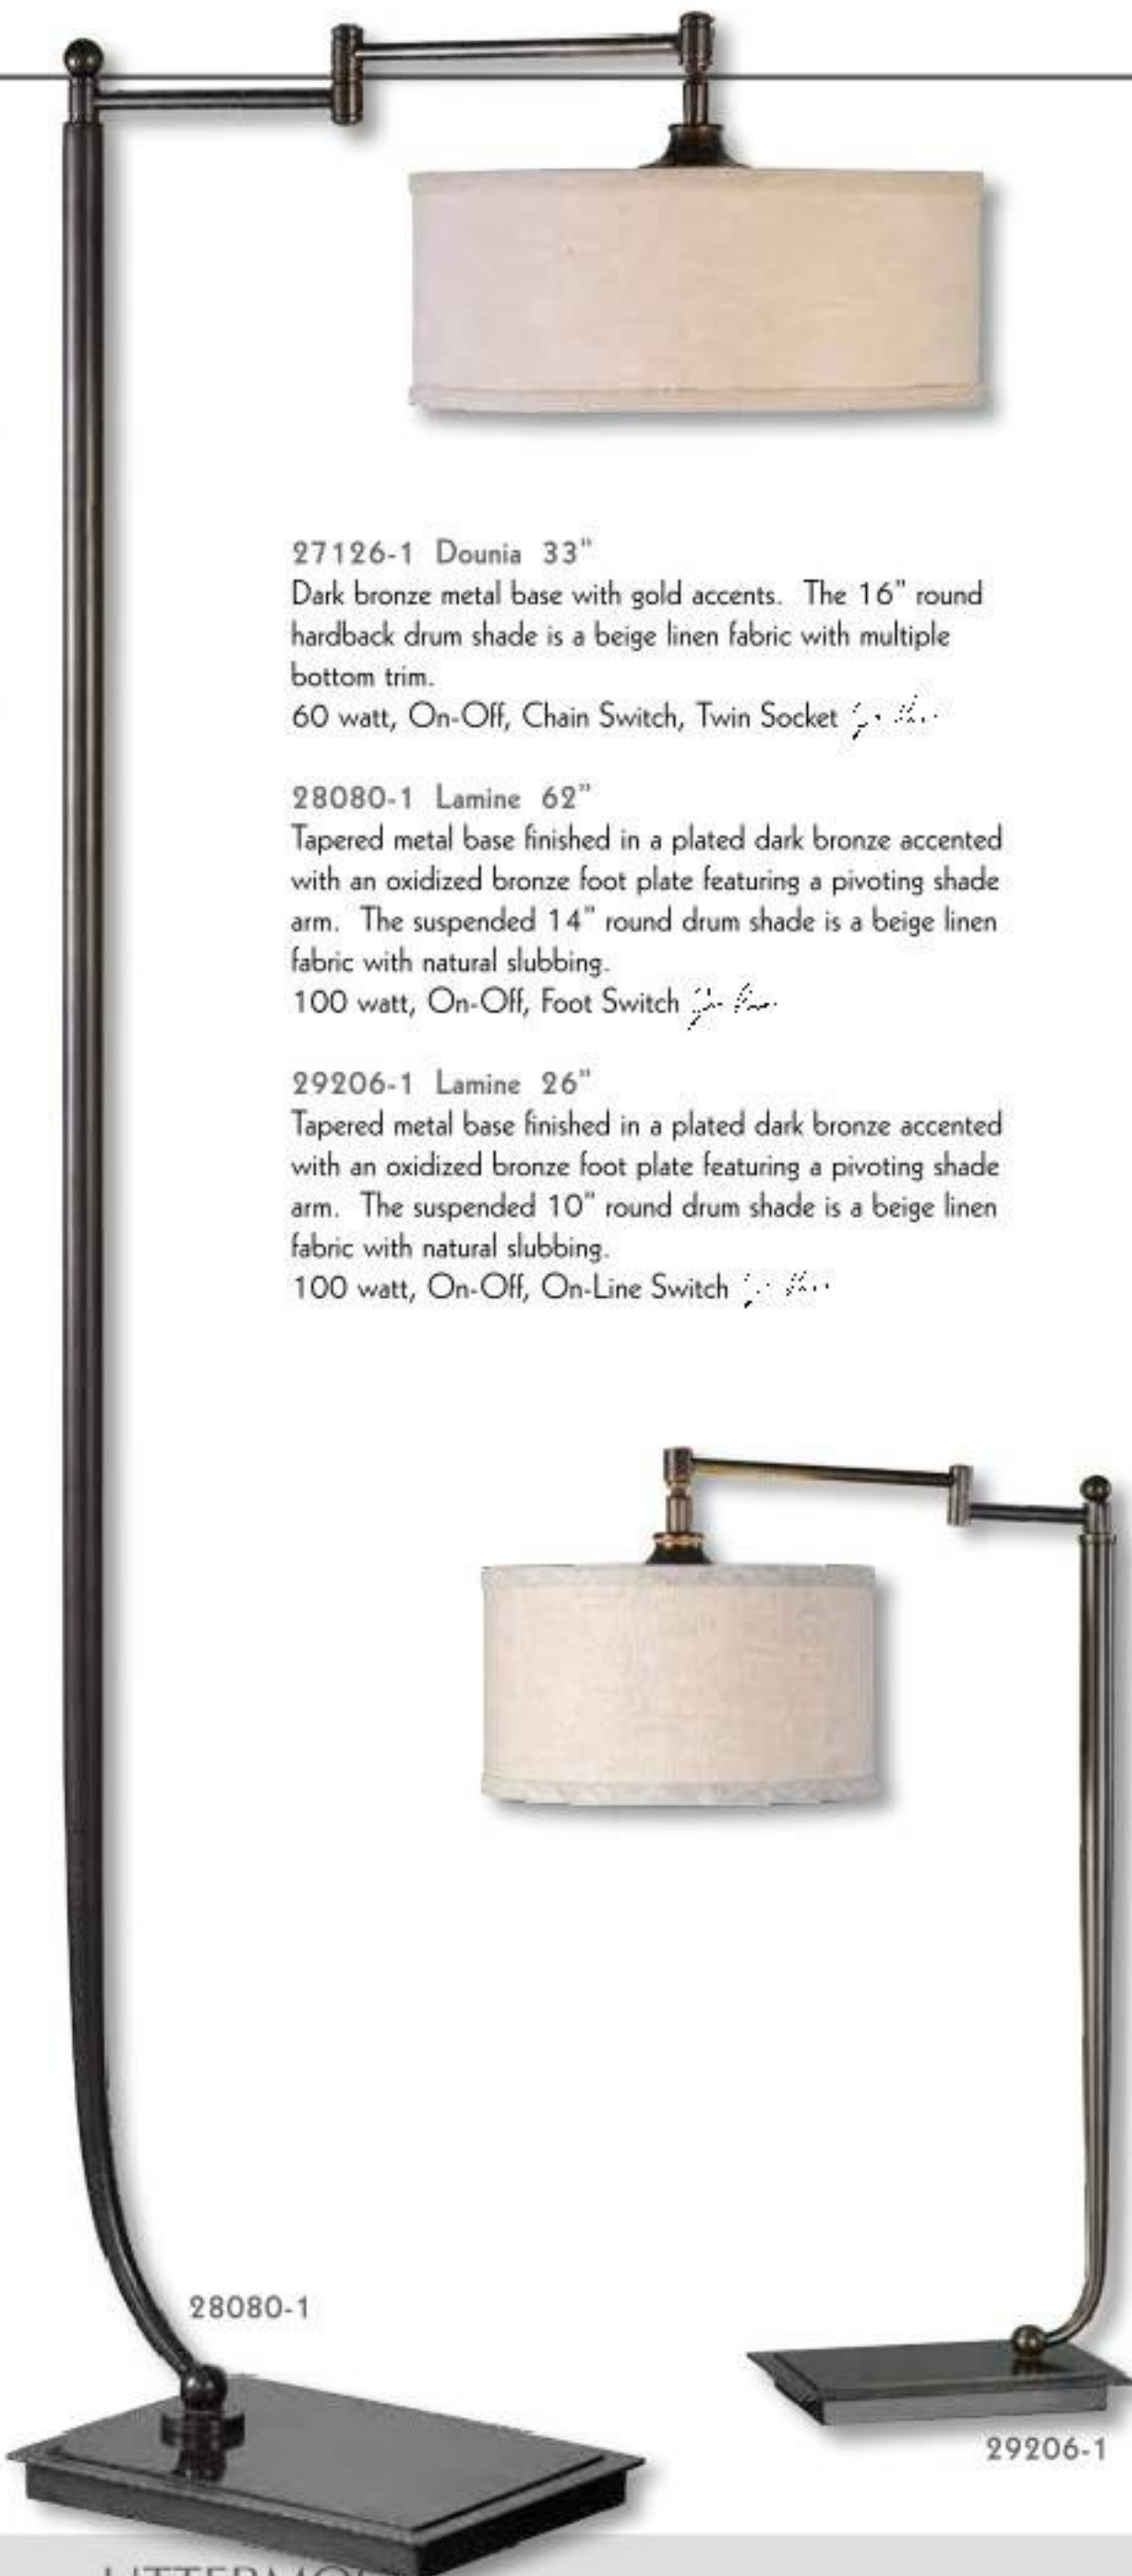 27126-1 Dounia 33"
Dark bronze metal base with gold accents. The 16" round
hardback drum shade is a beige linen fabric with multiple
bottom trim.
60 watt, On-Off, Chain Switch, Twin Socket
28080-1 Lamine 62"
Tapered metal base finished in a plated dark bronze accented
with an oxidized bronze foot plate featuring a pivoting shade
arm. The suspended 14" round drum shade is a beige linen
fabric with natural slubbing.
100 watt, On-Off, Foot Switch
29206-1 Lamine 26"
Tapered metal base finished in a plated dark bronze accented
with an oxidized bronze foot plate featuring a pivoting shade
arm. The suspended 10" round drum shade is a beige linen
fabric with natural slubbing.
100 watt, On-Off, On-Line Switch
28080-1
29206-1